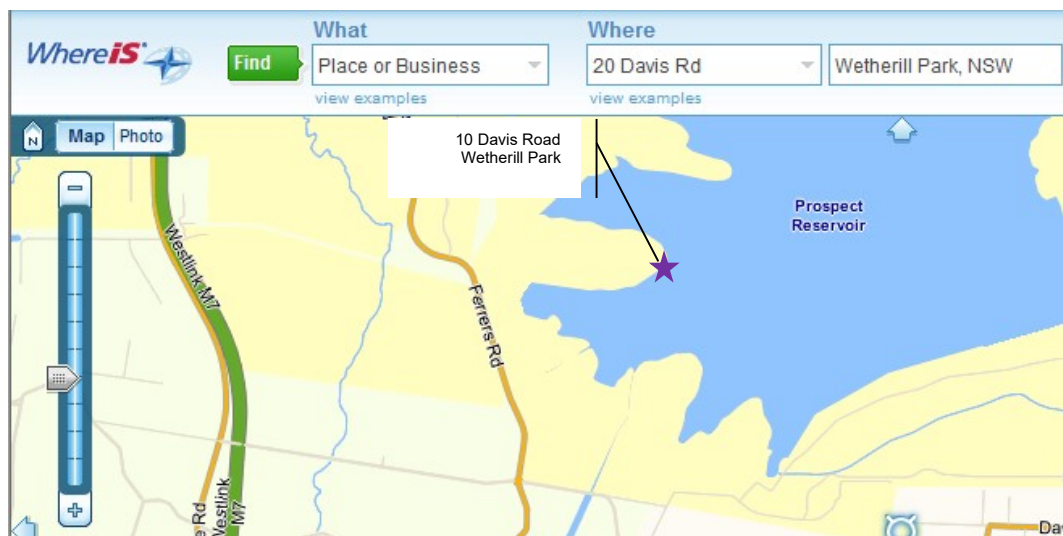 What
Where
WhereiS
Find
Place or Business
20 Davis Rd
Wetherill Park, NSW
view examples
view examples
N
Map
Photo
10 Davis Road
Wetherill Park
Prospect
Reservoir
Westlink M7
Ferrers Rd
Westlink
M7
e Rd
Da